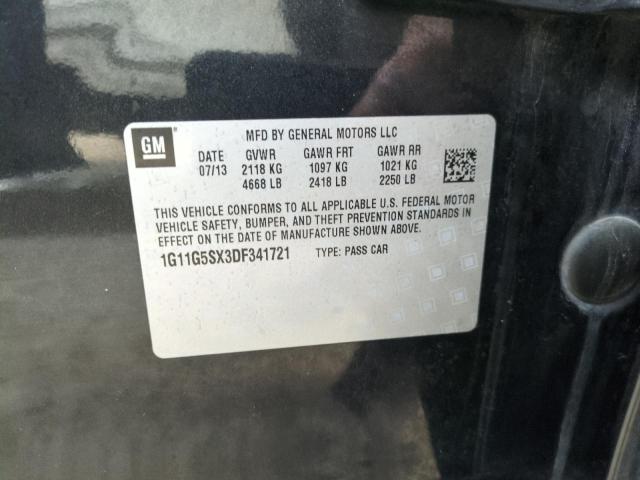 GM MFD BY GENERAL MOTORS LLC
DATE GVWR GAWR FRT GAWR RR
07/13 2118 KG 1097 KG 1021 KG
4668 LB 2418 LB 2250 LB
THIS VEHICLE CONFORMS TO ALL APPLICABLE U.S. FEDERAL MOTOR
VEHICLE SAFETY, BUMPER, AND THEFT PREVENTION STANDARDS IN
EFFECT ON THE DATE OF MANUFACTURE SHOWN ABOVE.
1G11G5SX3DF341721 TYPE: PASS CAR